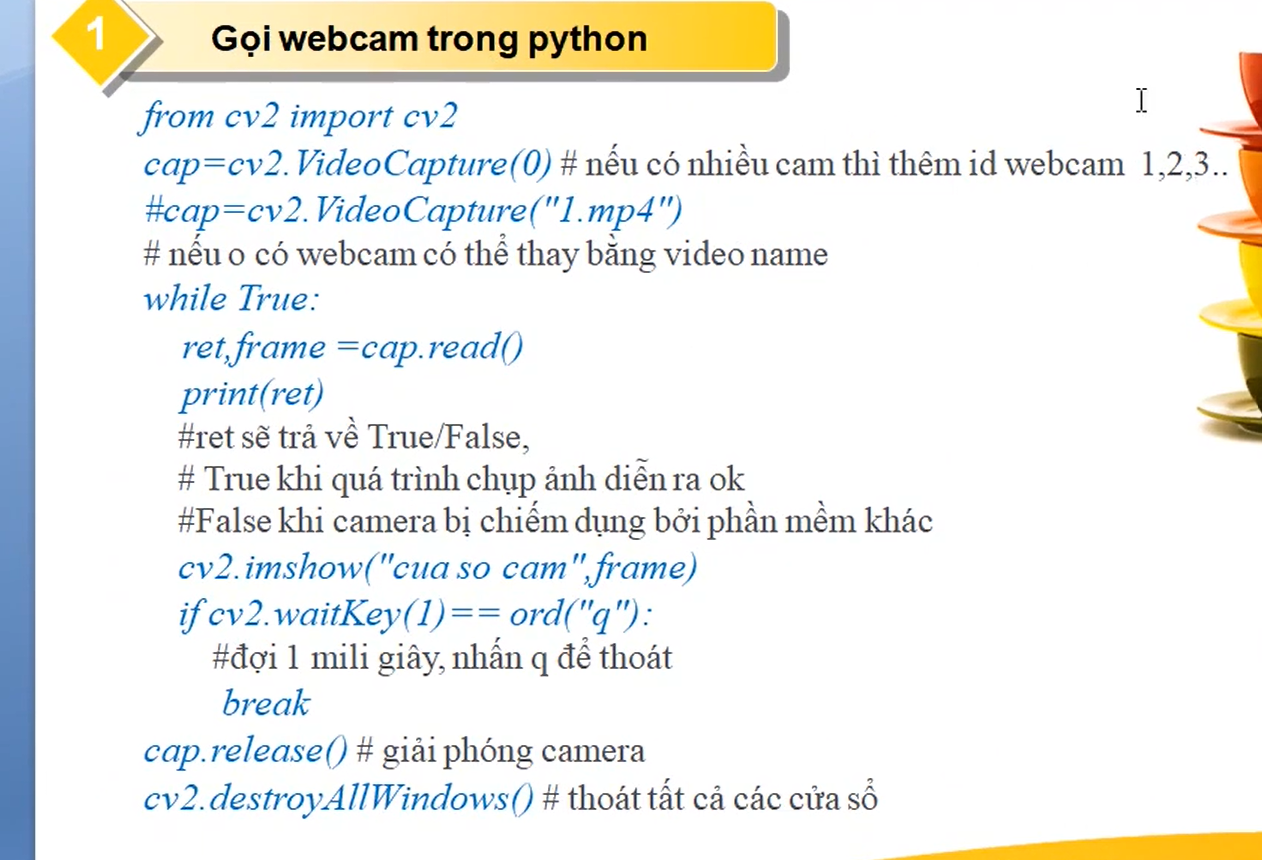 1
Gọi webcam trong python
from cv2 import cv2
cap=cv2.VideoCapture(0) # nếu có nhiều cam thì thêm id webcam 1,2,3..
#cap=cv2.VideoCapture("1.mp4")
# nếu o có webcam có thể thay bằng video name
while True:
ret,frame =cap.read()
print(ret)
#ret sẽ trả về True/False,
# True khi quá trình chụp ảnh diễn ra ok
#False khi camera bị chiếm dụng bởi phần mềm khác
cv2.imshow("cua so cam",frame)
if cv2.waitKey(1)== ord("q"):
#đợi 1 mili giây, nhấn q để thoát
break
cap.release() # giải phóng camera
cv2.destroyAllWindows() # thoát tất cả các cửa sổ